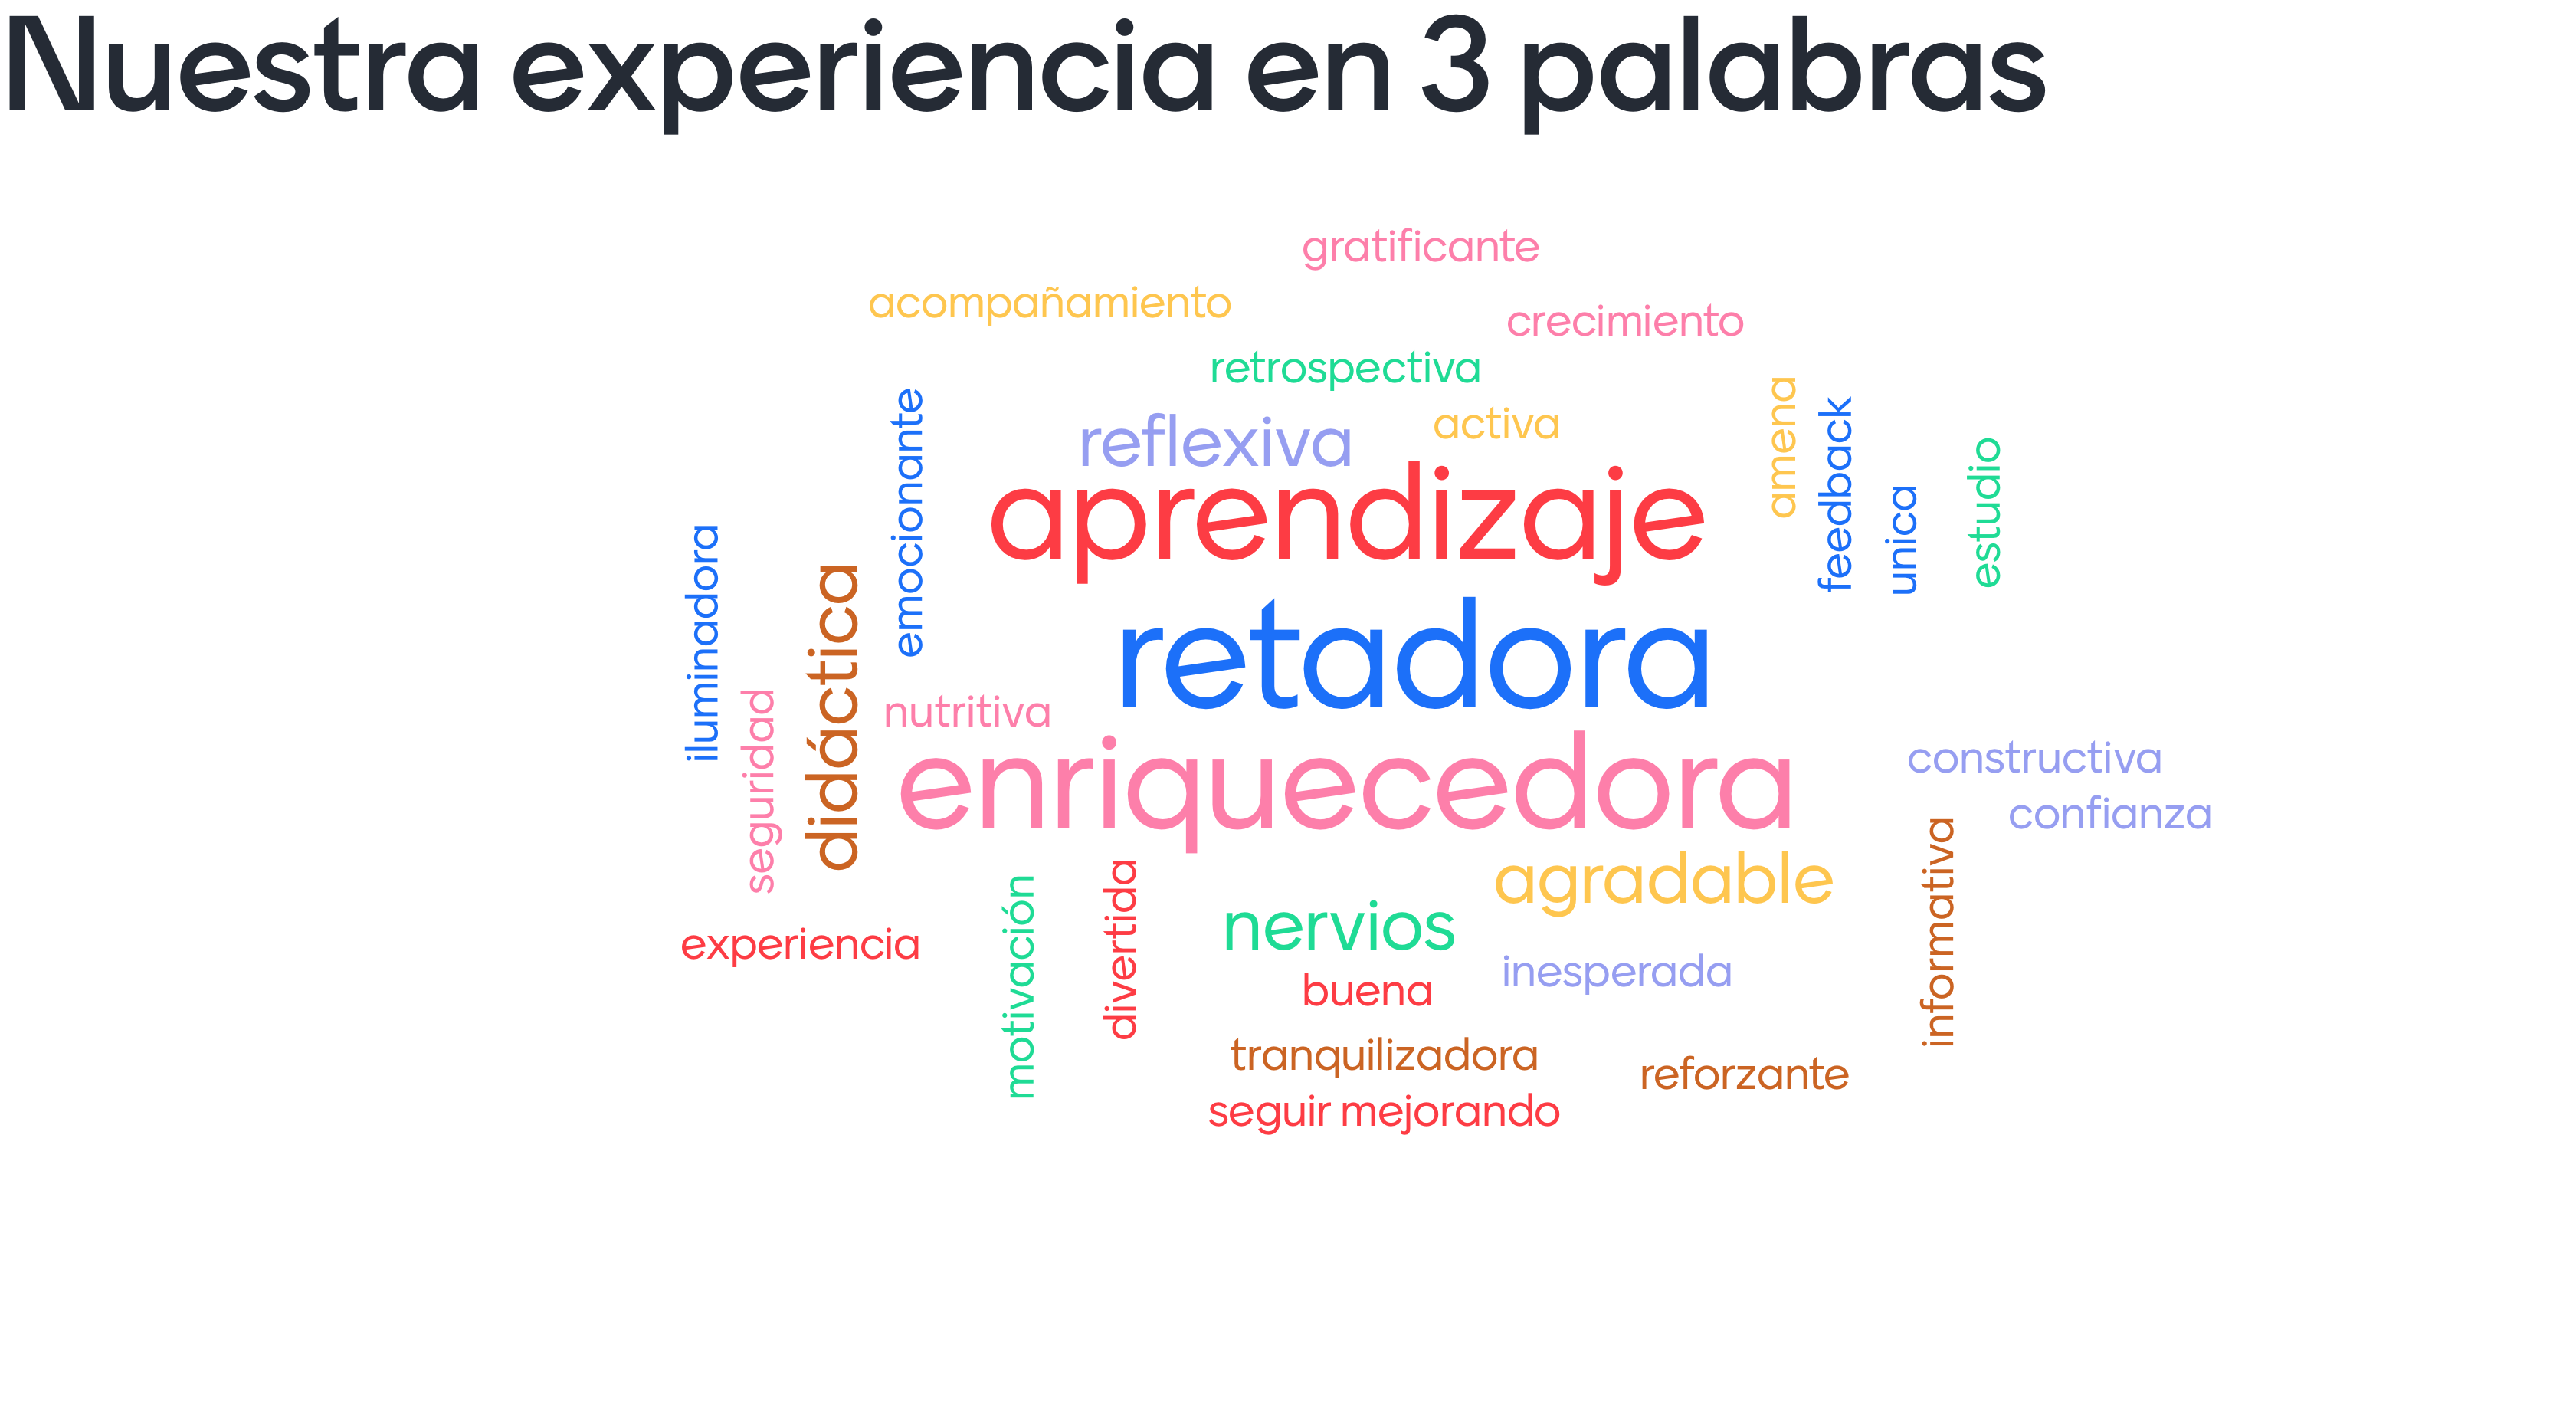 Nuestra experiencia en 3 palabras
gratificante
acompañamiento
crecimiento
retrospectiva
amena
emocionante
feedback
reflexiva
activa
aprendizaje
estudio
unica
iluminadora
didáctica
retadora
seguridad
nutritiva
enriquecedora
constructiva
confianza
informativa
agradable
motivación
divertida
nervios
experiencia
inesperada
buena
tranquilizadora
reforzante
seguir mejorando